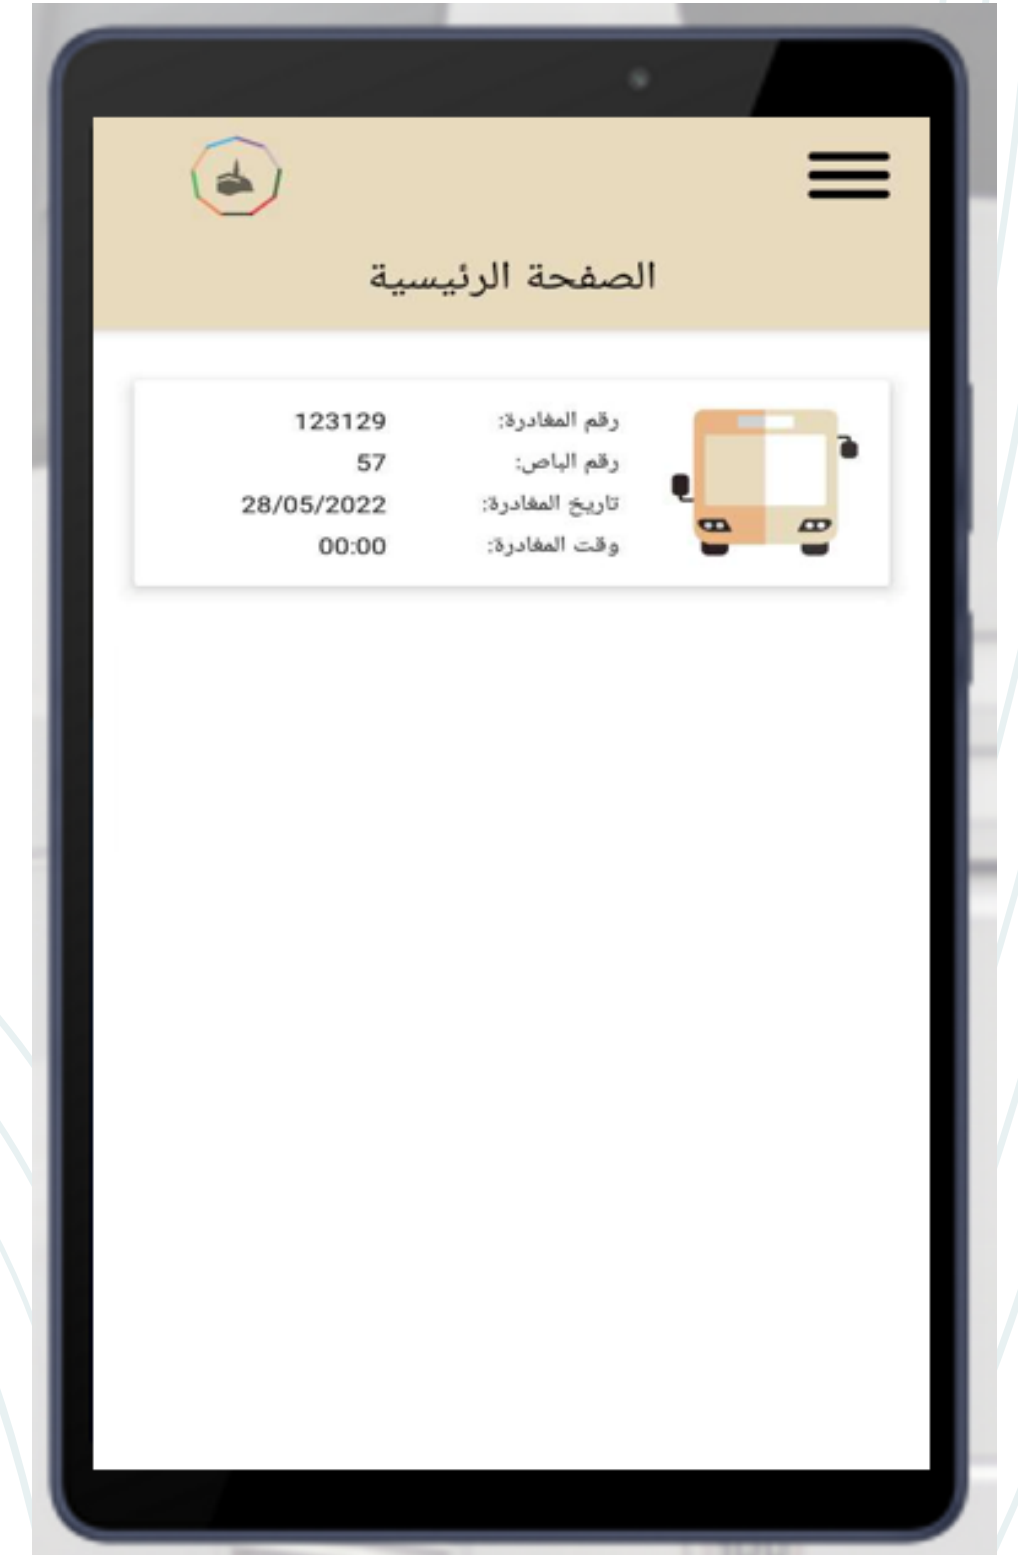 الصفحة الرئيسية
رقم المغادرة: 123129
رقم الباص: 57
تاريخ المغادرة: 28/05/2022
وقت المغادرة: 00:00